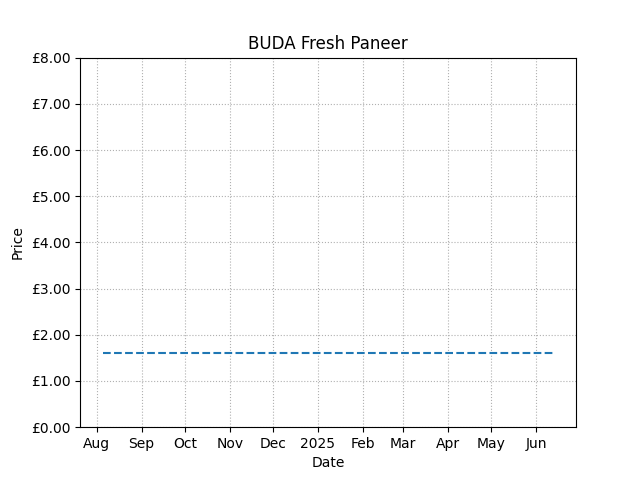 BUDA Fresh Paneer
£8.00
£7.00
£6.00
£5.00
£4.00
£3.00
£2.00
£1.00
£0.00
Price
Aug Sep Oct Nov Dec 2025 Feb Mar Apr May Jun
Date